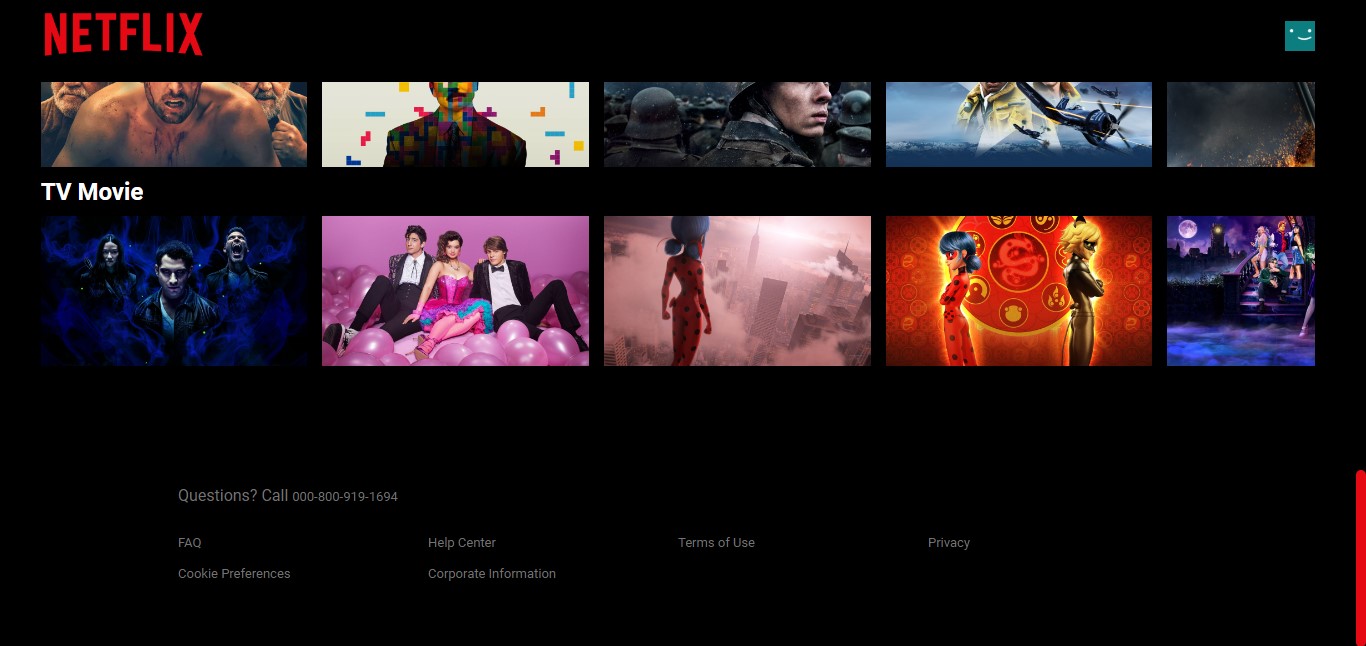 NETFLIX
TV Movie
Questions? Call 000-800-919-1694
FAQ
Help Center
Terms of Use
Privacy
Cookie Preferences
Corporate Information